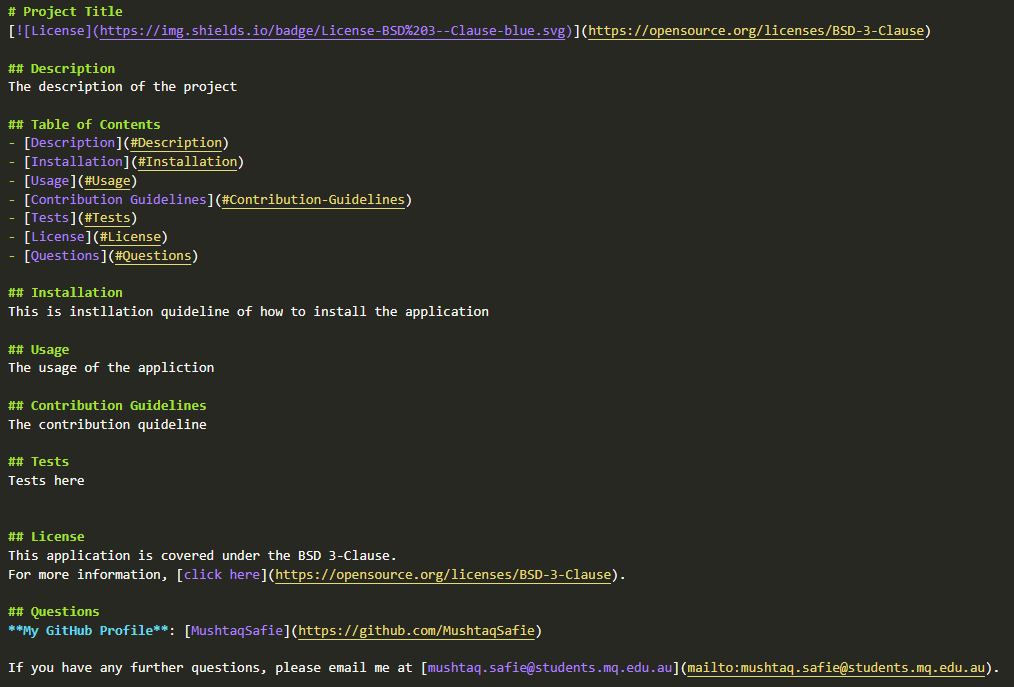 # Project Title
[![License](https://img.shields.io/badge/License-BSD%203--Clause-blue.svg)](https://opensource.org/licenses/BSD-3-Clause)
## Description
The description of the project
## Table of Contents
- [Description](#Description)
- [Installation](#Installation)
- [Usage](#Usage)
- [Contribution Guidelines](#Contribution-Guidelines)
- [Tests](#Tests)
- [License](#License)
- [Questions](#Questions)
## Installation
This is instllation quideline of how to install the application
## Usage
The usage of the appliction
## Contribution Guidelines
The contribution quideline
## Tests
Tests here
## License
This application is covered under the BSD 3-Clause.
For more information, [click here](https://opensource.org/licenses/BSD-3-Clause).
## Questions
**My GitHub Profile**: [MushtaqSafie](https://github.com/MushtaqSafie)
If you have any further questions, please email me at [mushtaq.safie@students.mq.edu.au](mailto:mushtaq.safie@students.mq.edu.au).